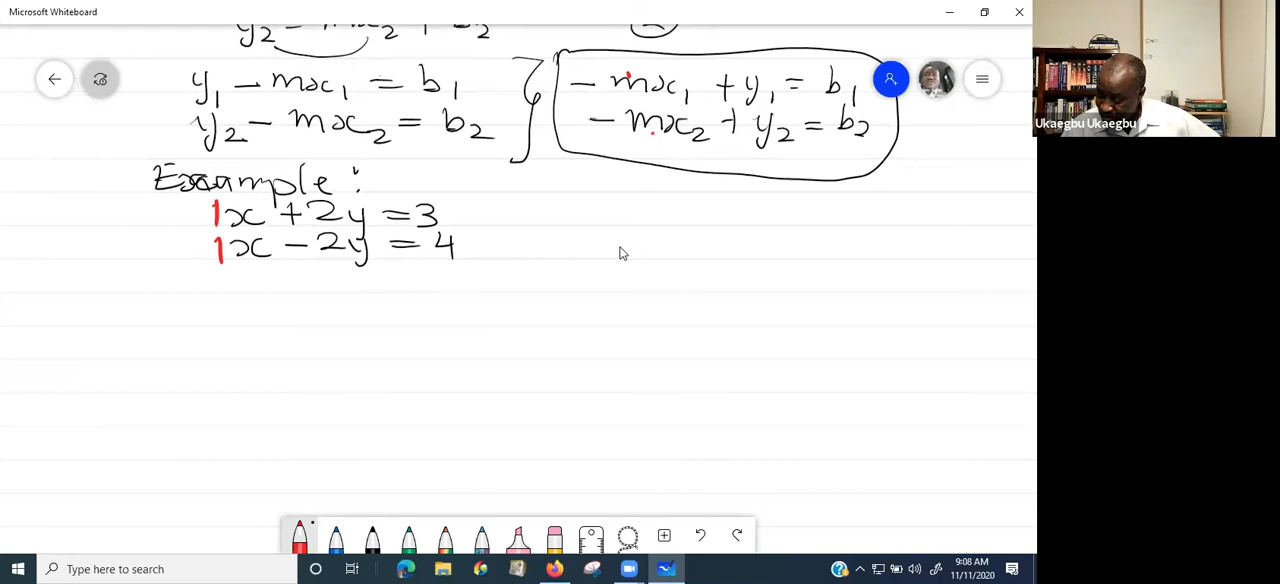 Microsoft Whiteboard
y₁ - mx₁ = b₁
y₂ - mx₂ = b₂
- mx₁ + y₁ = b₁
- mx₂ + y₂ = b₂
Ukaegbu Ukaegbu
Example:
1x + 2y = 3
1x - 2y = 4
Type here to search
9:08 AM
11/11/2020